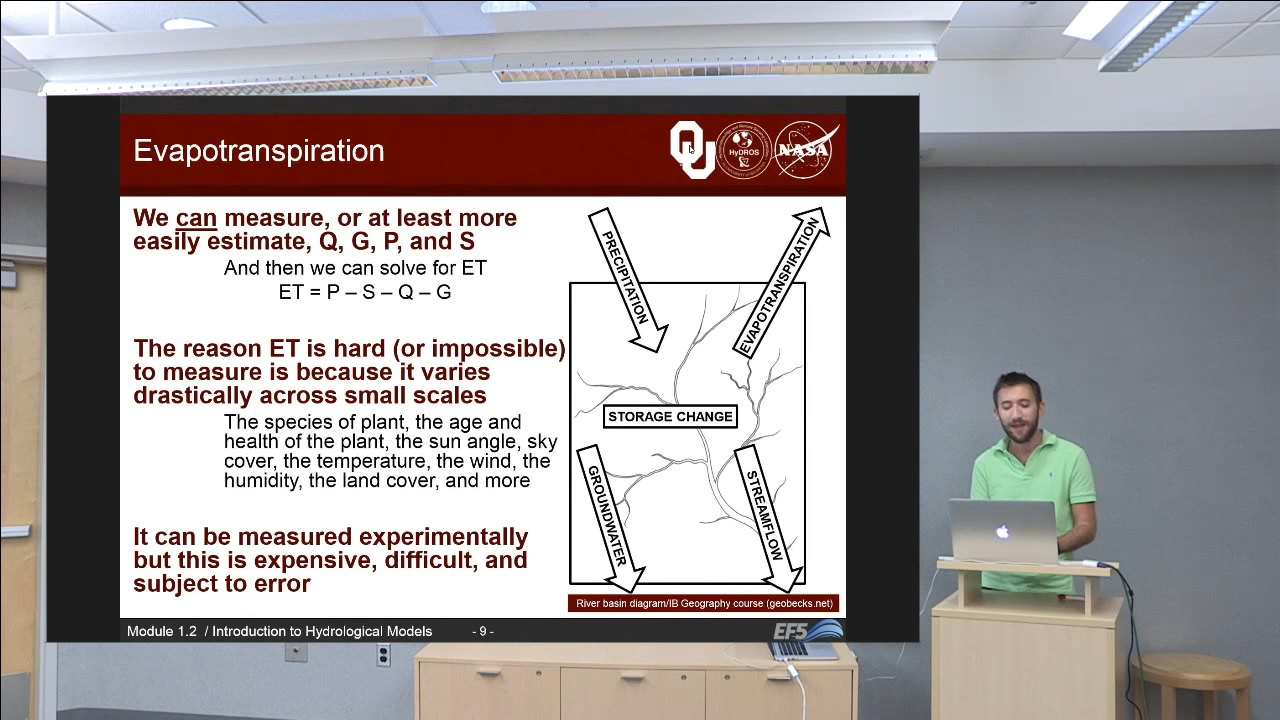 Evapotranspiration
OU
HyDROS
NASA
We can measure, or at least more
easily estimate, Q, G, P, and S
And then we can solve for ET
ET = P – S – Q – G
The reason ET is hard (or impossible)
to measure is because it varies
drastically across small scales
The species of plant, the age and
health of the plant, the sun angle, sky
cover, the temperature, the wind, the
humidity, the land cover, and more
It can be measured experimentally
but this is expensive, difficult, and
subject to error
PRECIPITATION
EVAPOTRANSPIRATION
STORAGE CHANGE
GROUNDWATER
STREAMFLOW
River basin diagram/IB Geography course (geobecks.net)
Module 1.2 / Introduction to Hydrological Models - 9 -
EF5